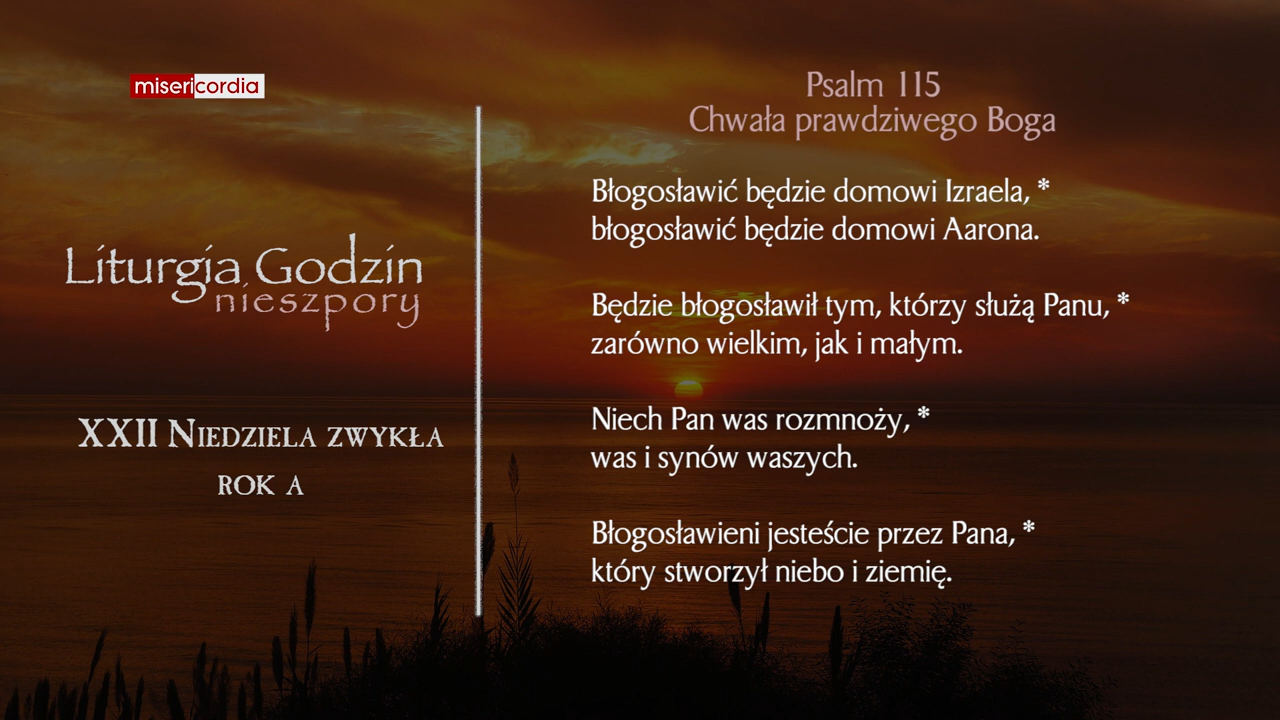 misericordia
Liturgia Godzin
nieszpory
XXII Niedziela zwykła
rok A
Psalm 115
Chwała prawdziwego Boga
Błogosławić będzie domowi Izraela, *
błogosławić będzie domowi Aarona.
Będzie błogosławił tym, którzy służą Panu, *
zarówno wielkim, jak i małym.
Niech Pan was rozmnoży, *
was i synów waszych.
Błogosławieni jesteście przez Pana, *
który stworzył niebo i ziemię.